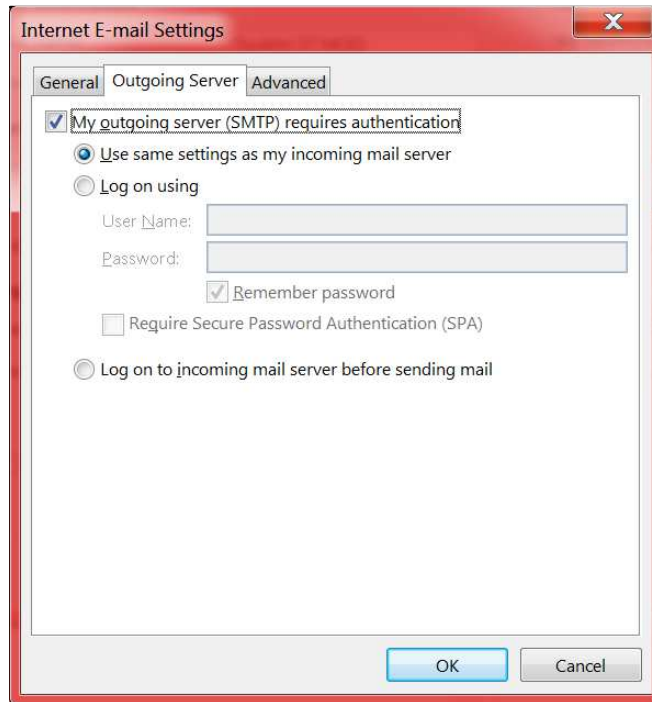 Internet E-mail Settings
General Outgoing Server Advanced
My outgoing server (SMTP) requires authentication
Use same settings as my incoming mail server
Log on using
User Name:
Password:
Remember password
Require Secure Password Authentication (SPA)
Log on to incoming mail server before sending mail
OK Cancel